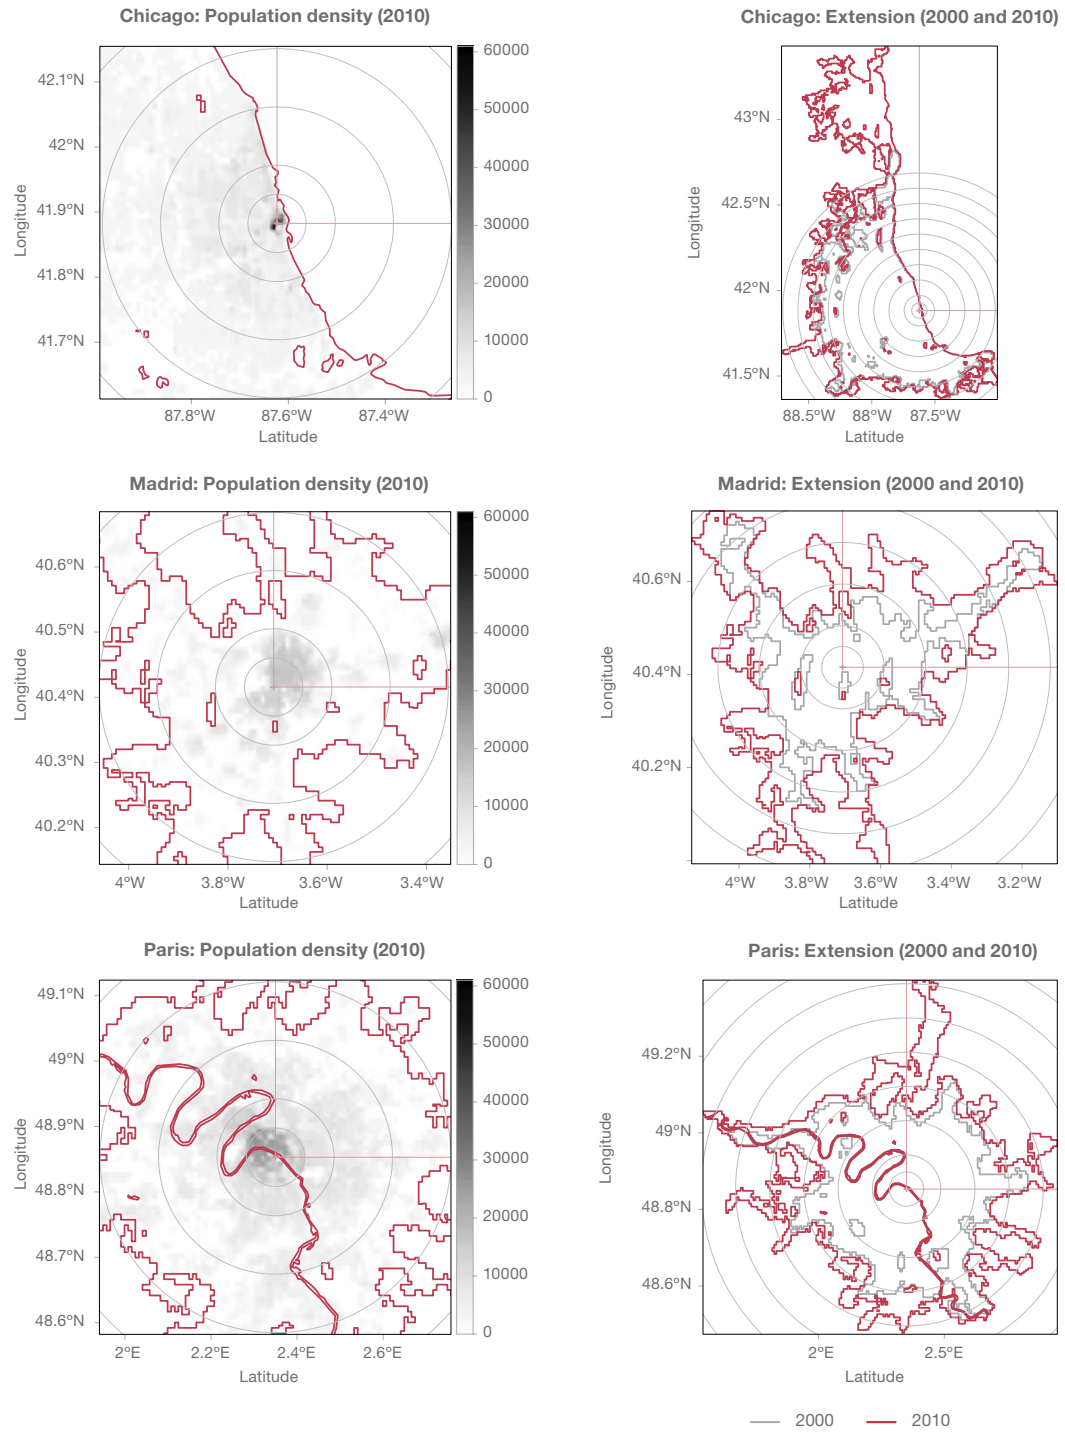 Chicago: Population density (2010)
42.1°N
42°N
41.9°N
41.8°N
41.7°N
Longitude
87.8°W
87.6°W
87.4°W
Latitude
60000
50000
40000
30000
20000
10000
0
Chicago: Extension (2000 and 2010)
43°N
42.5°N
42°N
41.5°N
Longitude
88.5°W
88°W
87.5°W
Latitude
Madrid: Population density (2010)
40.6°N
40.5°N
40.4°N
40.3°N
40.2°N
Longitude
4°W
3.8°W
3.6°W
3.4°W
Latitude
60000
50000
40000
30000
20000
10000
0
Madrid: Extension (2000 and 2010)
40.6°N
40.4°N
40.2°N
Longitude
4°W
3.8°W
3.6°W
3.4°W
3.2°W
Latitude
Paris: Population density (2010)
49.1°N
49°N
48.9°N
48.8°N
48.7°N
48.6°N
Longitude
2°E
2.2°E
2.4°E
2.6°E
Latitude
60000
50000
40000
30000
20000
10000
0
Paris: Extension (2000 and 2010)
49.2°N
49°N
48.8°N
48.6°N
Longitude
2°E
2.5°E
Latitude
2000
2010